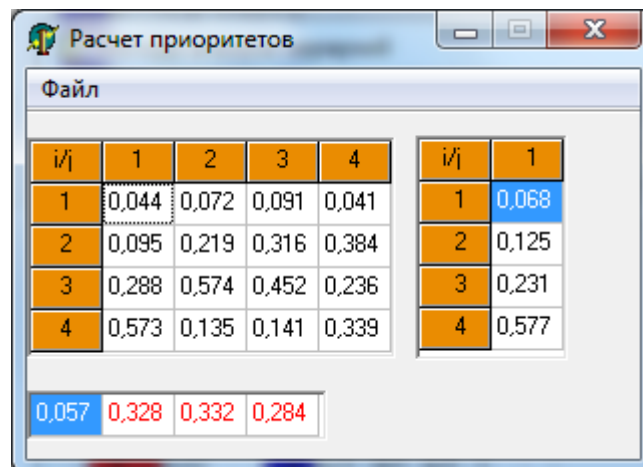 Расчет приоритетов
Файл
i/j 1 2 3 4 i/j 1
1 0,044 0,072 0,091 0,041 1 0,068
2 0,095 0,219 0,316 0,384 2 0,125
3 0,288 0,574 0,452 0,236 3 0,231
4 0,573 0,135 0,141 0,339 4 0,577
0,057 0,328 0,332 0,284